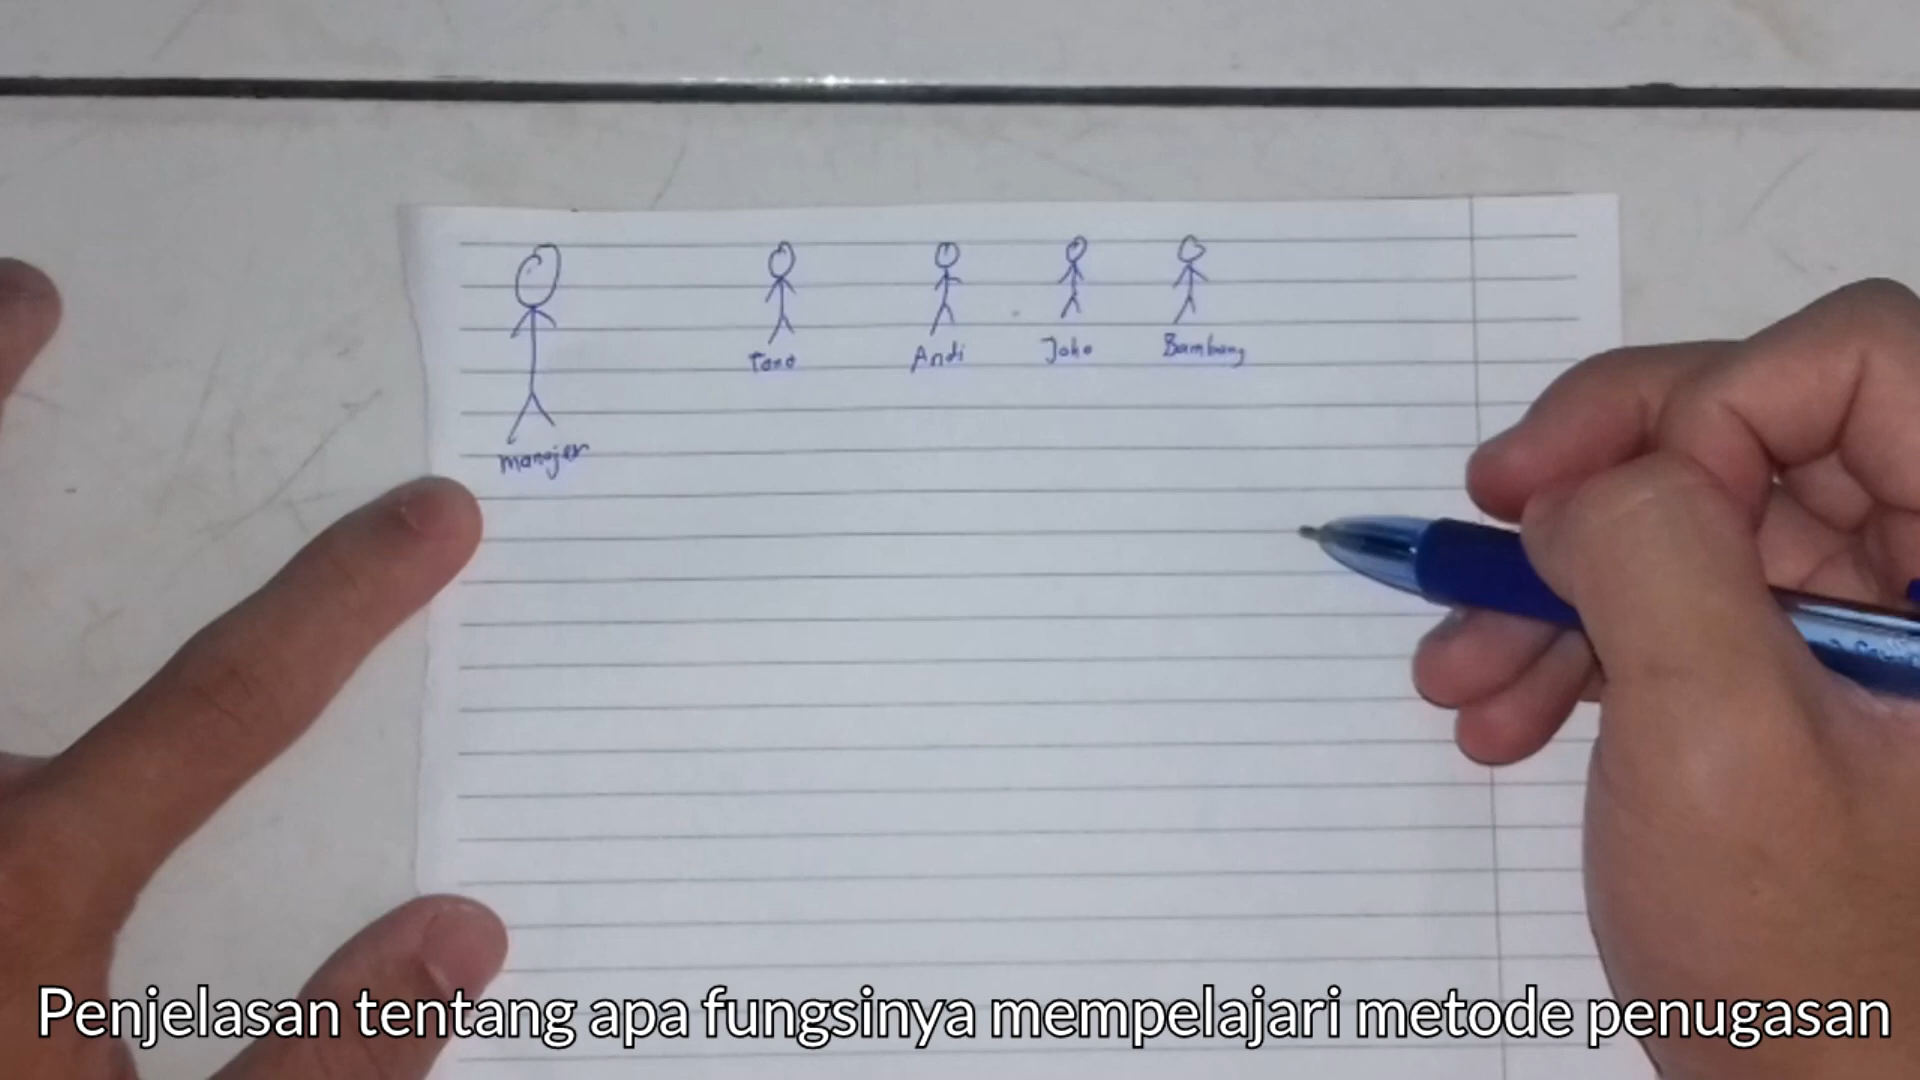 Tono
Andi
Joko
Bambang
manajer
Penjelasan tentang apa fungsinya mempelajari metode penugasan